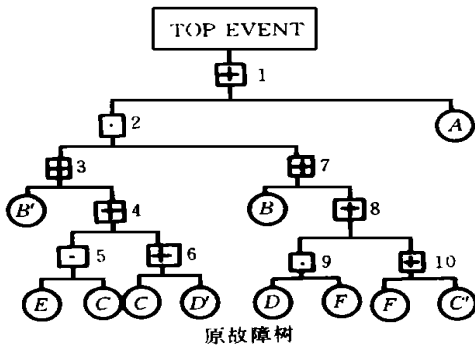 TOP EVENT
+ 1
· 2 A
+ 3 + 7
B' + 4 B + 8
· 5 + 6 · 9 + 10
E C C D' D F F C'
原故障树